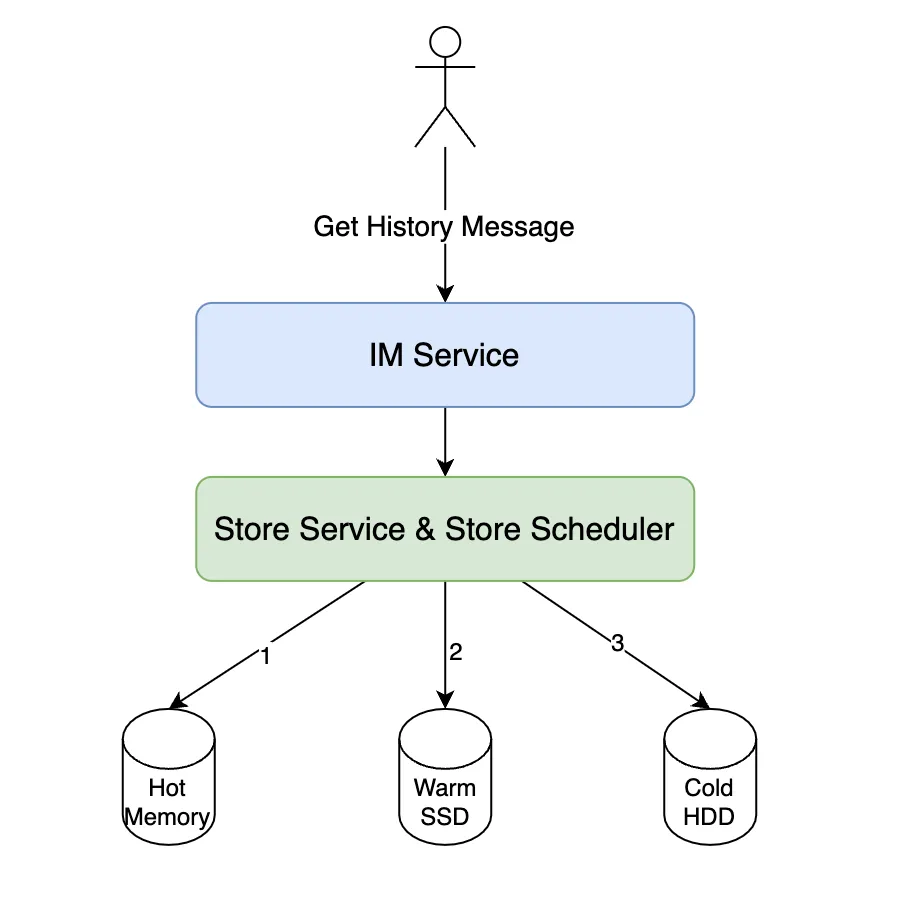 Get History Message
IM Service
Store Service & Store Scheduler
1
2
3
Hot
Memory
Warm
SSD
Cold
HDD